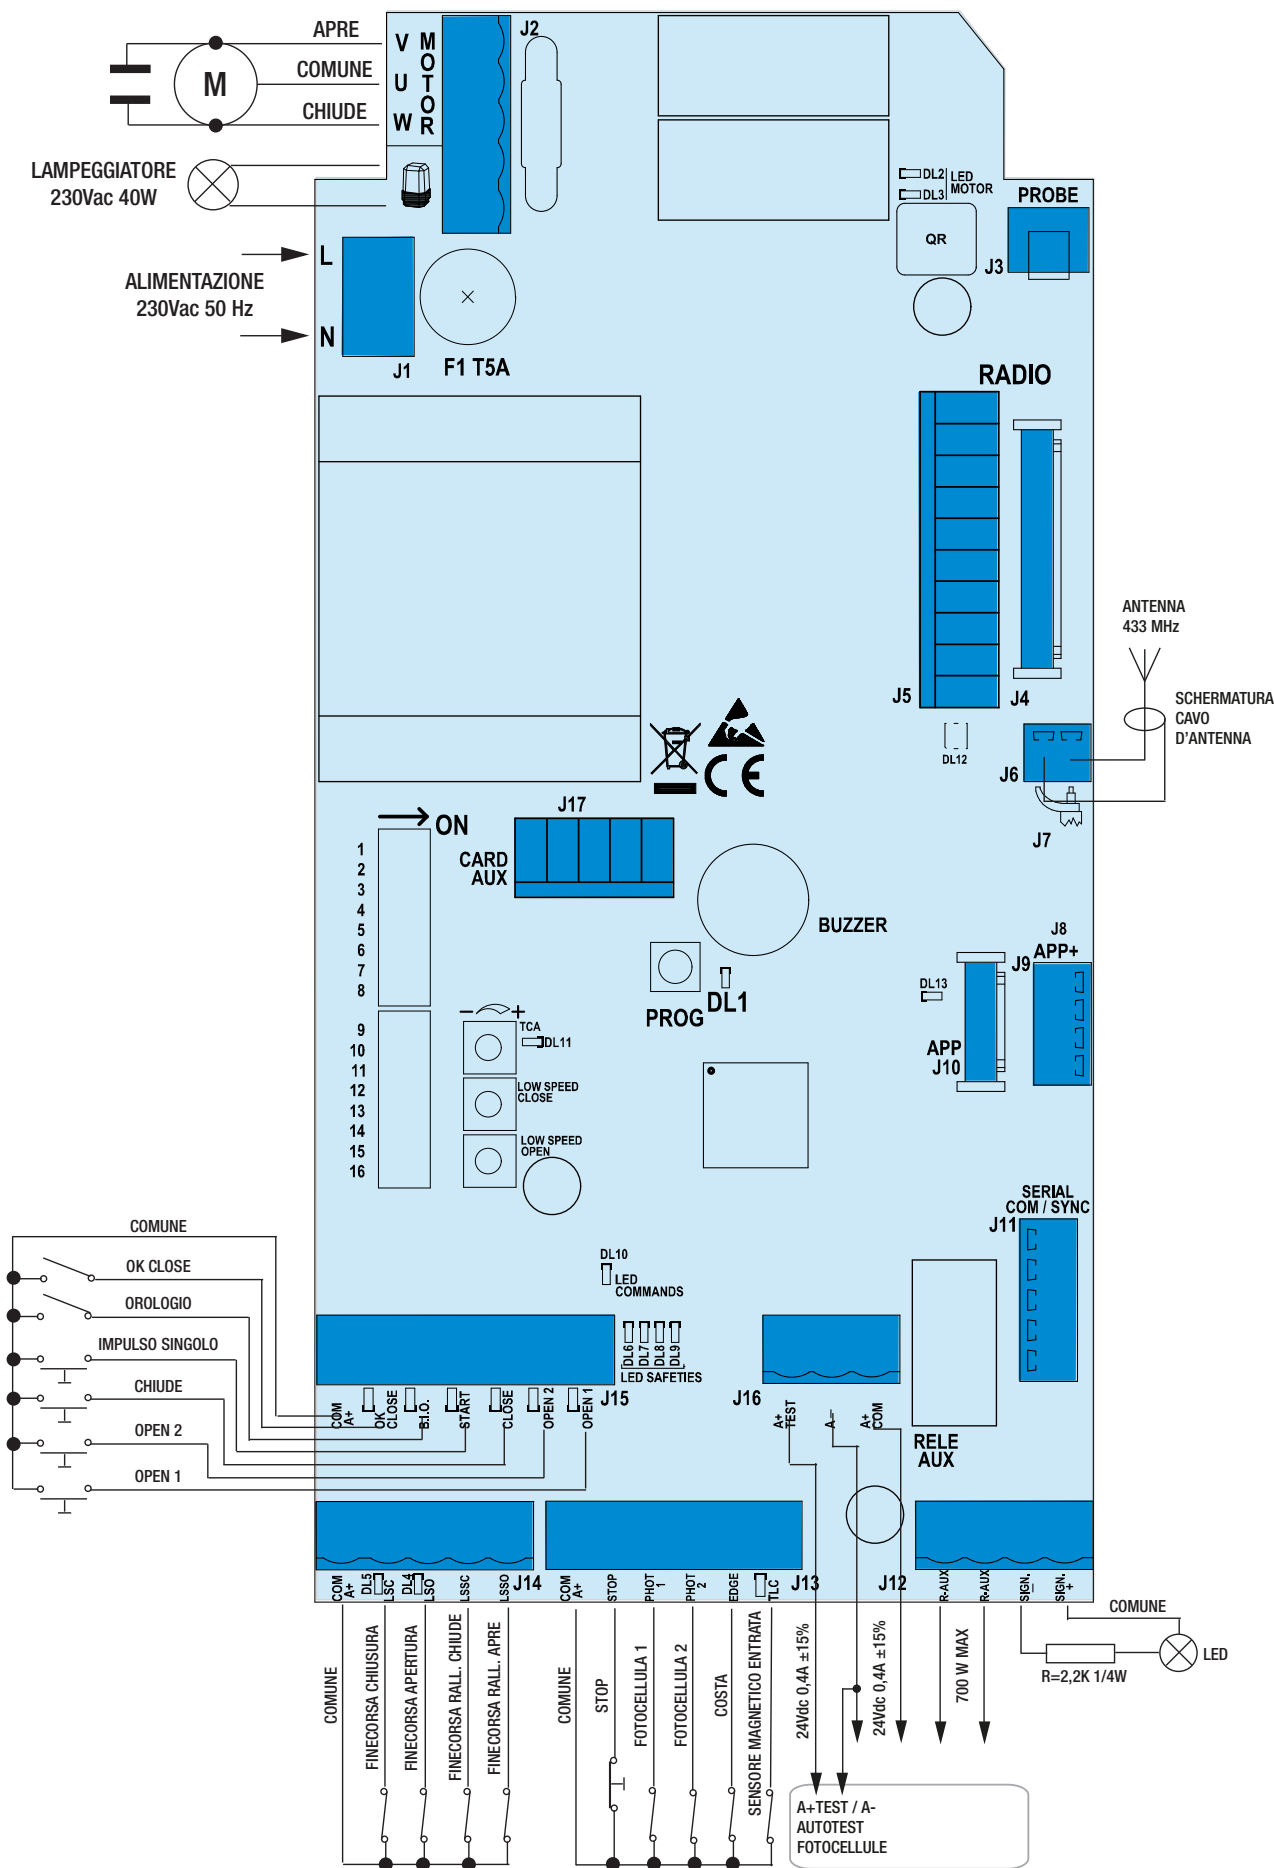 APRE
COMUNE
CHIUDE
M
V
U
W
MOTOR
J2
LAMPEGGIATORE
230Vac 40W
L
ALIMENTAZIONE
230Vac 50 Hz
N
J1
F1 T5A
DL2
DL3
LED
MOTOR
PROBE
QR
J3
RADIO
J5
J4
ANTENNA
433 MHz
SCHERMATURA
CAVO
D'ANTENNA
DL12
J6
J7
CE
ON
J17
CARD
AUX
1
2
3
4
5
6
7
8
9
10
11
12
13
14
15
16
BUZZER
PROG
DL1
J8
APP+
J9
DL13
APP
J10
- +
TCA
DL11
LOW SPEED
CLOSE
LOW SPEED
OPEN
SERIAL
COM / SYNC
J11
COMUNE
OK CLOSE
OROLOGIO
IMPULSO SINGOLO
CHIUDE
OPEN 2
OPEN 1
DL10
LED
COMMANDS
DL6
DL7
DL8
DL9
LED SAFETIES
J15
COM
A+
OK
CLOSE
B.I.O.
START
CLOSE
OPEN 2
OPEN 1
J16
A+
TEST
A-
A+
COM
RELE
AUX
J14
COM
A+
DL5
LSC
DL4
LSO
LSSC
LSSO
J13
COM
A+
STOP
PHOT
1
PHOT
2
EDGE
TLC
J12
R-AUX
R-AUX
SIGN.
-
SIGN.
+
COMUNE
FINECORSA CHIUSURA
FINECORSA APERTURA
FINECORSA RALL. CHIUDE
FINECORSA RALL. APRE
COMUNE
STOP
FOTOCELLULA 1
FOTOCELLULA 2
COSTA
SENSORE MAGNETICO ENTRATA
24Vdc 0,4A ±15%
24Vdc 0,4A ±15%
700 W MAX
COMUNE
LED
R=2,2K 1/4W
A+TEST / A-
AUTOTEST
FOTOCELLULE